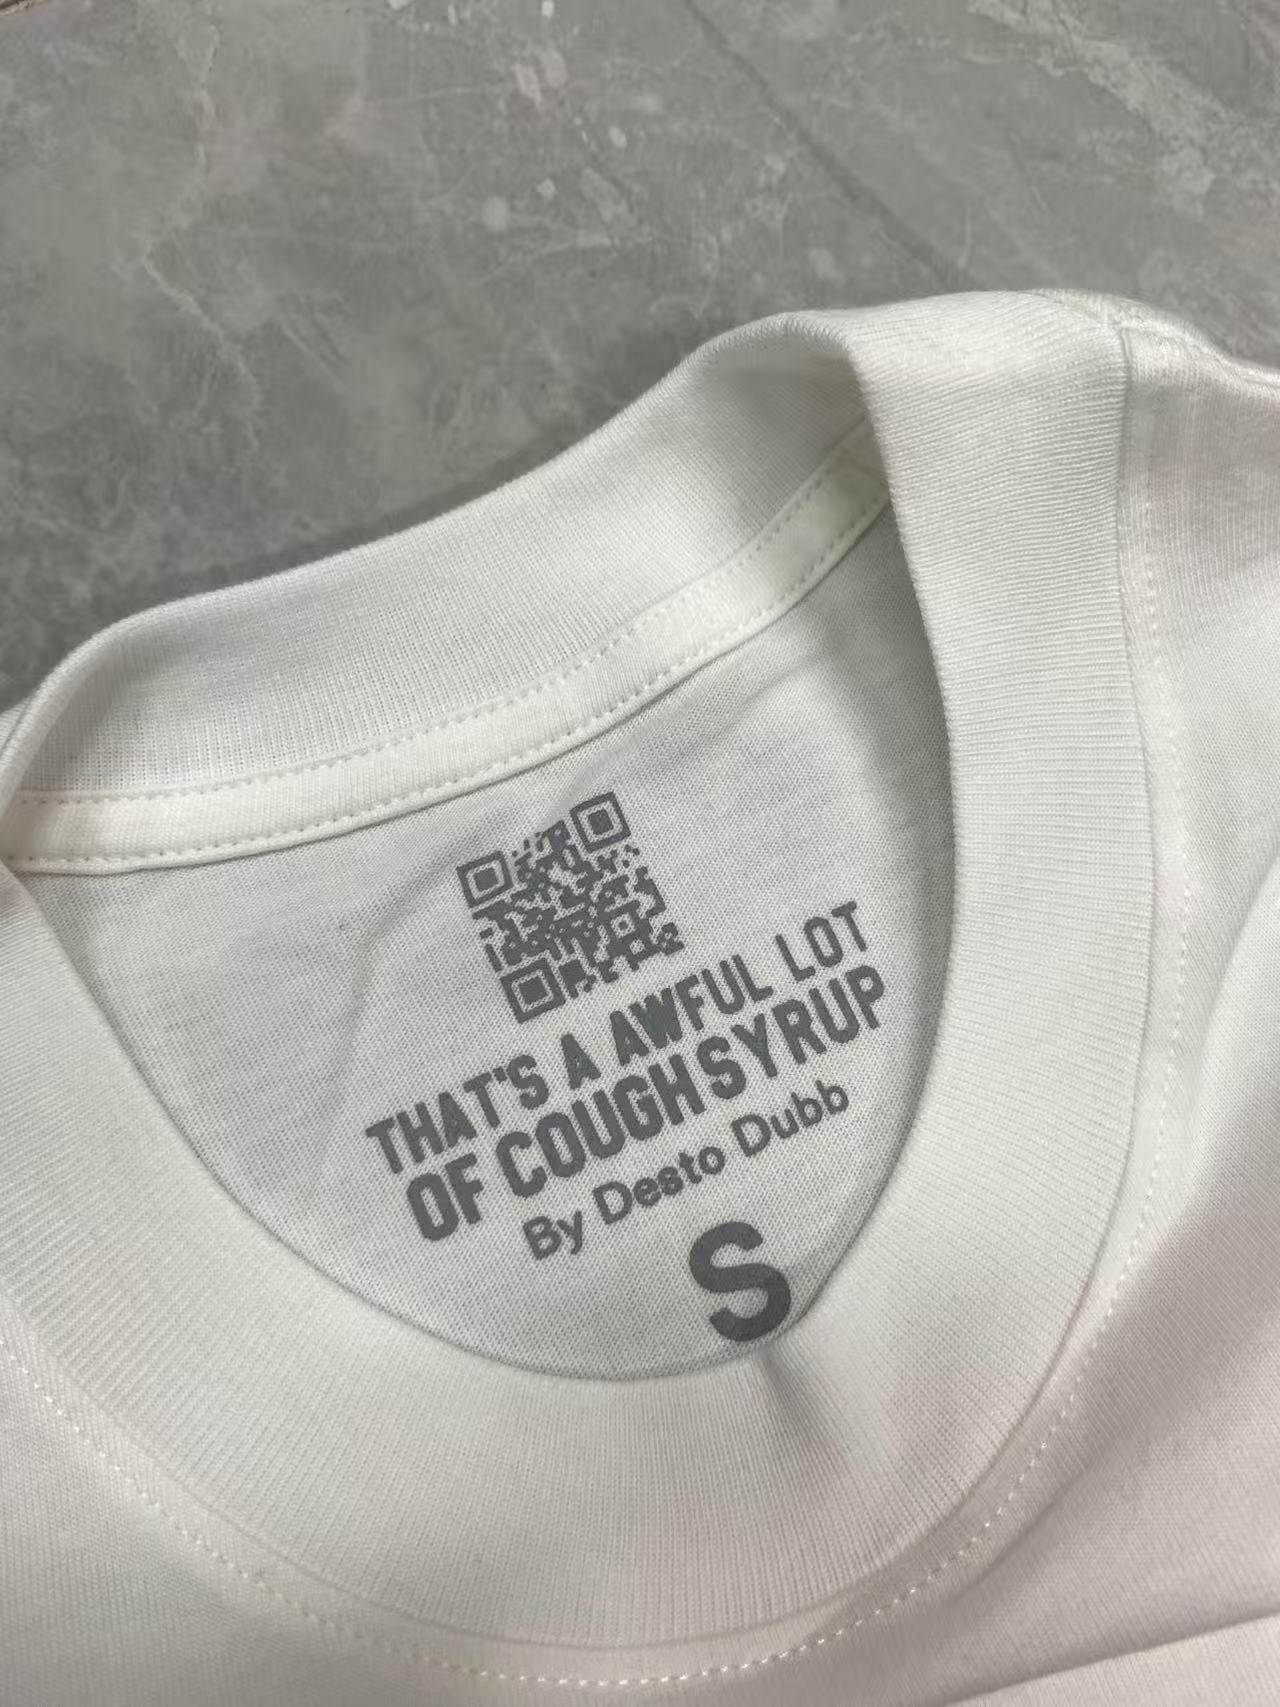 THAT'S A AWFUL LOT
OF COUGH SYRUP
By Desto Dubb
S